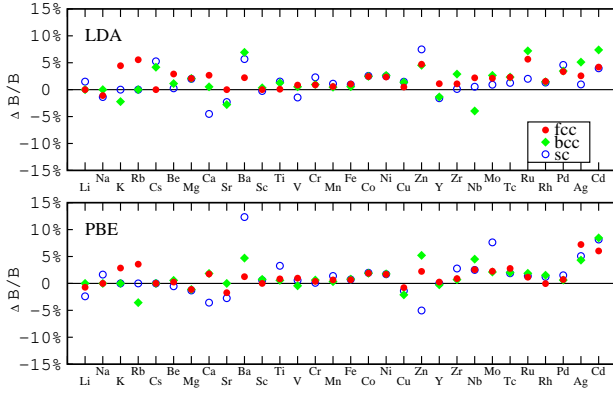 15%
LDA
10%
5%
Δ B/B
0
-5%
fcc
bcc
sc
-10%
-15%
Li Na K Rb Cs Be Mg Ca Sr Ba Sc Ti V Cr Mn Fe Co Ni Cu Zn Y Zr Nb Mo Tc Ru Rh Pd Ag Cd
15%
PBE
10%
5%
Δ B/B
0
-5%
-10%
-15%
Li Na K Rb Cs Be Mg Ca Sr Ba Sc Ti V Cr Mn Fe Co Ni Cu Zn Y Zr Nb Mo Tc Ru Rh Pd Ag Cd